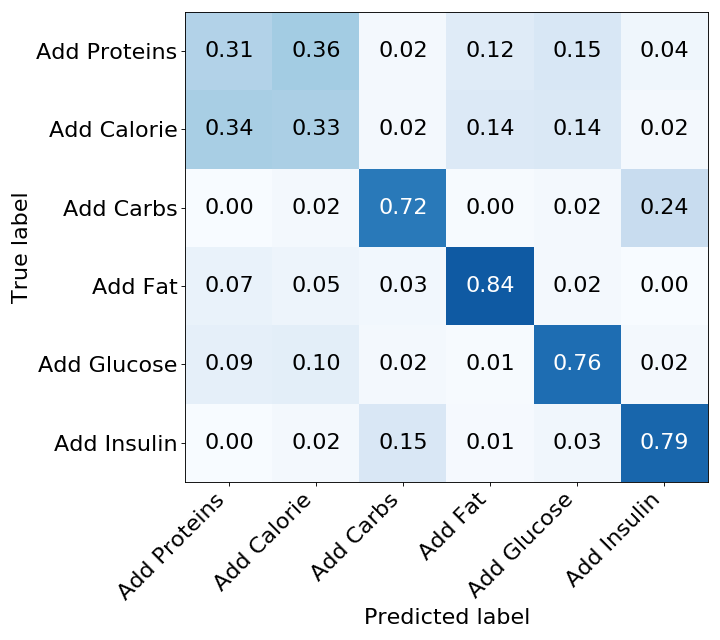 Add Proteins 0.31 0.36 0.02 0.12 0.15 0.04
Add Calorie 0.34 0.33 0.02 0.14 0.14 0.02
Add Carbs 0.00 0.02 0.72 0.00 0.02 0.24
Add Fat 0.07 0.05 0.03 0.84 0.02 0.00
Add Glucose 0.09 0.10 0.02 0.01 0.76 0.02
Add Insulin 0.00 0.02 0.15 0.01 0.03 0.79
True label
Add Proteins
Add Calorie
Add Carbs
Add Fat
Add Glucose
Add Insulin
Predicted label